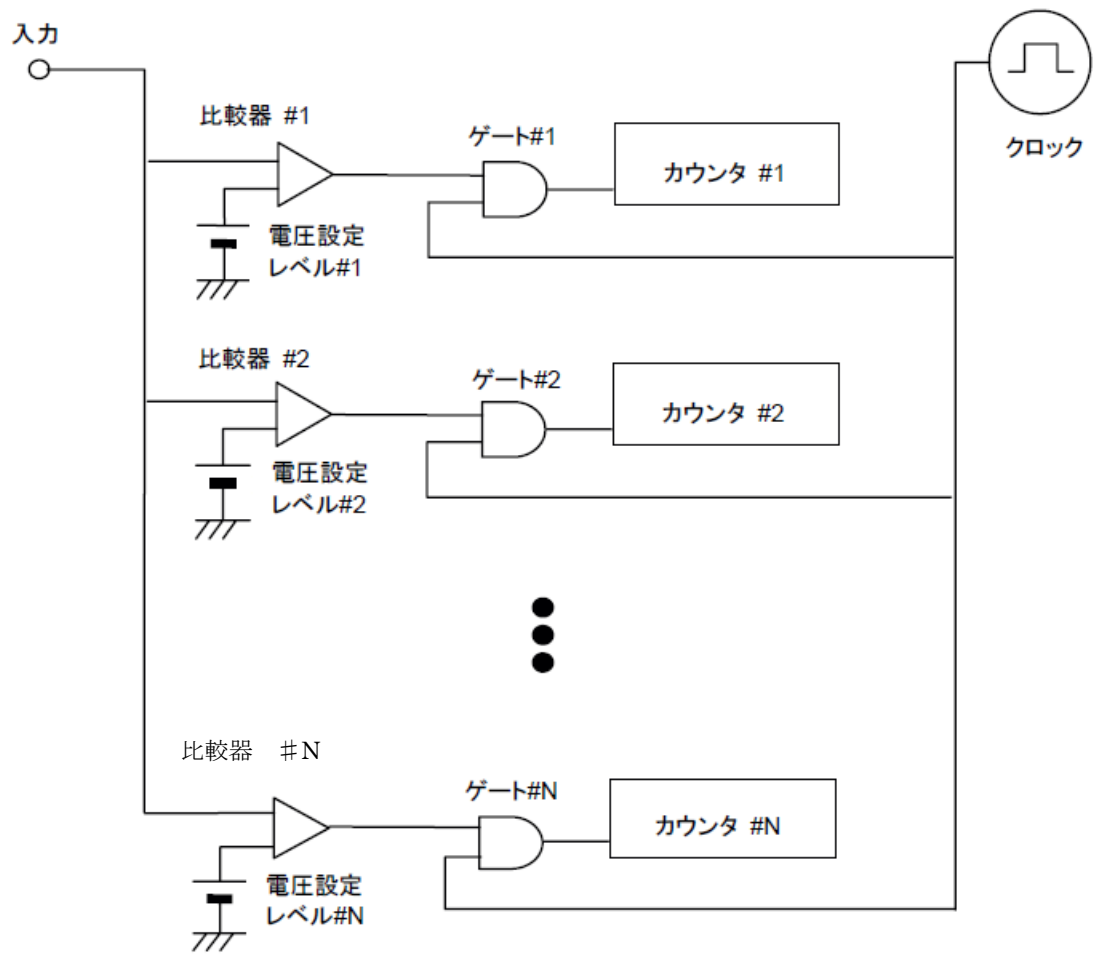 入力
比較器 #1
ゲート#1
カウンタ #1
クロック
電圧設定
レベル#1
比較器 #2
ゲート#2
カウンタ #2
電圧設定
レベル#2
比較器　♯N
ゲート#N
カウンタ #N
電圧設定
レベル#N